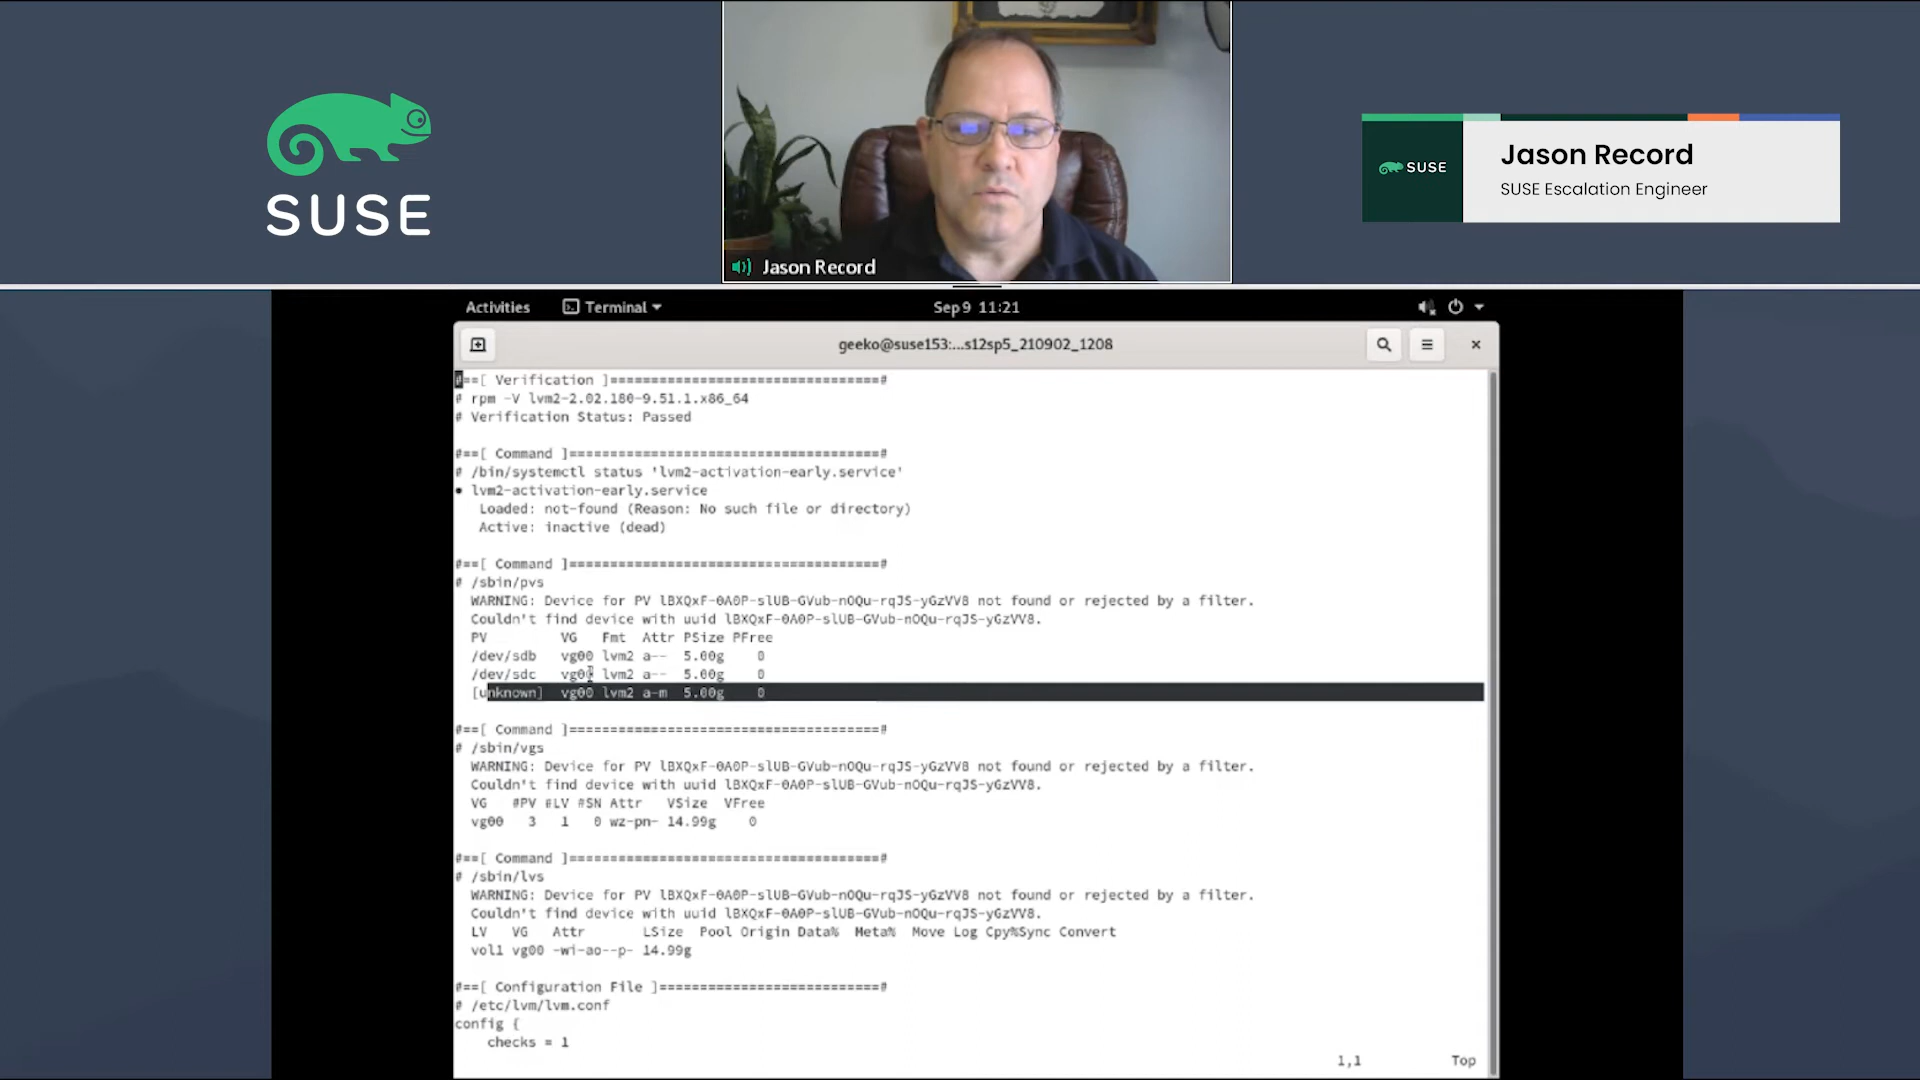 SUSE
Jason Record
SUSE
Jason Record
SUSE Escalation Engineer
Activities Terminal Sep 9 11:21
geeko@suse153:...s12sp5_210902_1208
#==[ Verification ]=================================#
# rpm -V lvm2-2.02.180-9.51.1.x86_64
# Verification Status: Passed
#==[ Command ]======================================#
# /bin/systemctl status 'lvm2-activation-early.service'
● lvm2-activation-early.service
Loaded: not-found (Reason: No such file or directory)
Active: inactive (dead)
#==[ Command ]======================================#
# /sbin/pvs
WARNING: Device for PV lBXQxF-0A0P-slUB-GVub-nOQu-rqJS-yGzVV8 not found or rejected by a filter.
Couldn't find device with uuid lBXQxF-0A0P-slUB-GVub-nOQu-rqJS-yGzVV8.
PV VG Fmt Attr PSize PFree
/dev/sdb vg00 lvm2 a-- 5.00g 0
/dev/sdc vg00 lvm2 a-- 5.00g 0
[unknown] vg00 lvm2 a-m 5.00g 0
#==[ Command ]======================================#
# /sbin/vgs
WARNING: Device for PV lBXQxF-0A0P-slUB-GVub-nOQu-rqJS-yGzVV8 not found or rejected by a filter.
Couldn't find device with uuid lBXQxF-0A0P-slUB-GVub-nOQu-rqJS-yGzVV8.
VG #PV #LV #SN Attr VSize VFree
vg00 3 1 0 wz-pn- 14.99g 0
#==[ Command ]======================================#
# /sbin/lvs
WARNING: Device for PV lBXQxF-0A0P-slUB-GVub-nOQu-rqJS-yGzVV8 not found or rejected by a filter.
Couldn't find device with uuid lBXQxF-0A0P-slUB-GVub-nOQu-rqJS-yGzVV8.
LV VG Attr LSize Pool Origin Data% Meta% Move Log Cpy%Sync Convert
vol1 vg00 -wi-ao--p- 14.99g
#==[ Configuration File ]===========================#
# /etc/lvm/lvm.conf
config {
checks = 1
1,1 Top